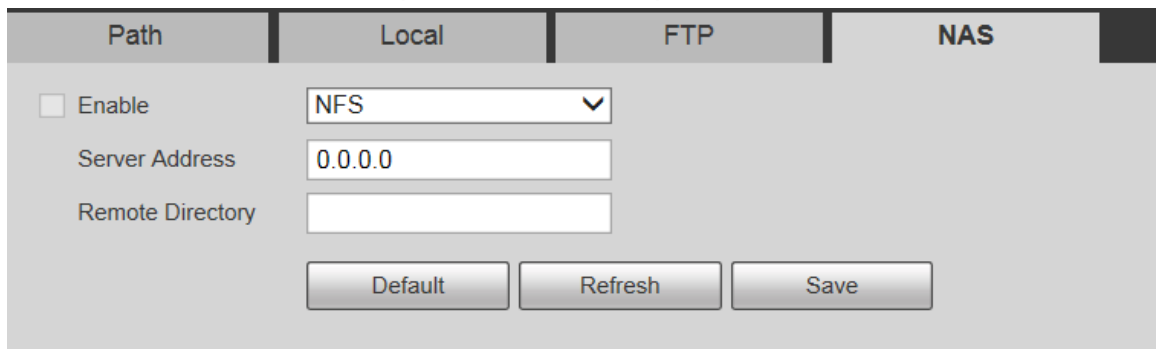 Path Local FTP NAS
Enable NFS
Server Address 0.0.0.0
Remote Directory
Default Refresh Save